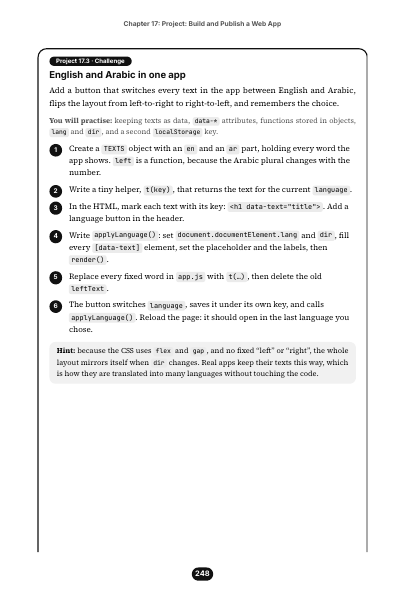 Chapter 17: Project: Build and Publish a Web App
Project 17.3 · Challenge
English and Arabic in one app
Add a button that switches every text in the app between English and Arabic,
flips the layout from left-to-right to right-to-left, and remembers the choice.
You will practise: keeping texts as data, data-* attributes, functions stored in objects,
lang and dir, and a second localStorage key.
1 Create a TEXTS object with an en and an ar part, holding every word the
app shows. left is a function, because the Arabic plural changes with the
number.
2 Write a tiny helper, t(key), that returns the text for the current language.
3 In the HTML, mark each text with its key: <h1 data-text="title">. Add a
language button in the header.
4 Write applyLanguage(): set document.documentElement.lang and dir, fill
every [data-text] element, set the placeholder and the labels, then
render().
5 Replace every fixed word in app.js with t(…), then delete the old
leftText.
6 The button switches language, saves it under its own key, and calls
applyLanguage(). Reload the page: it should open in the last language you
chose.
Hint: because the CSS uses flex and gap, and no fixed “left” or “right”, the whole
layout mirrors itself when dir changes. Real apps keep their texts this way, which
is how they are translated into many languages without touching the code.
248